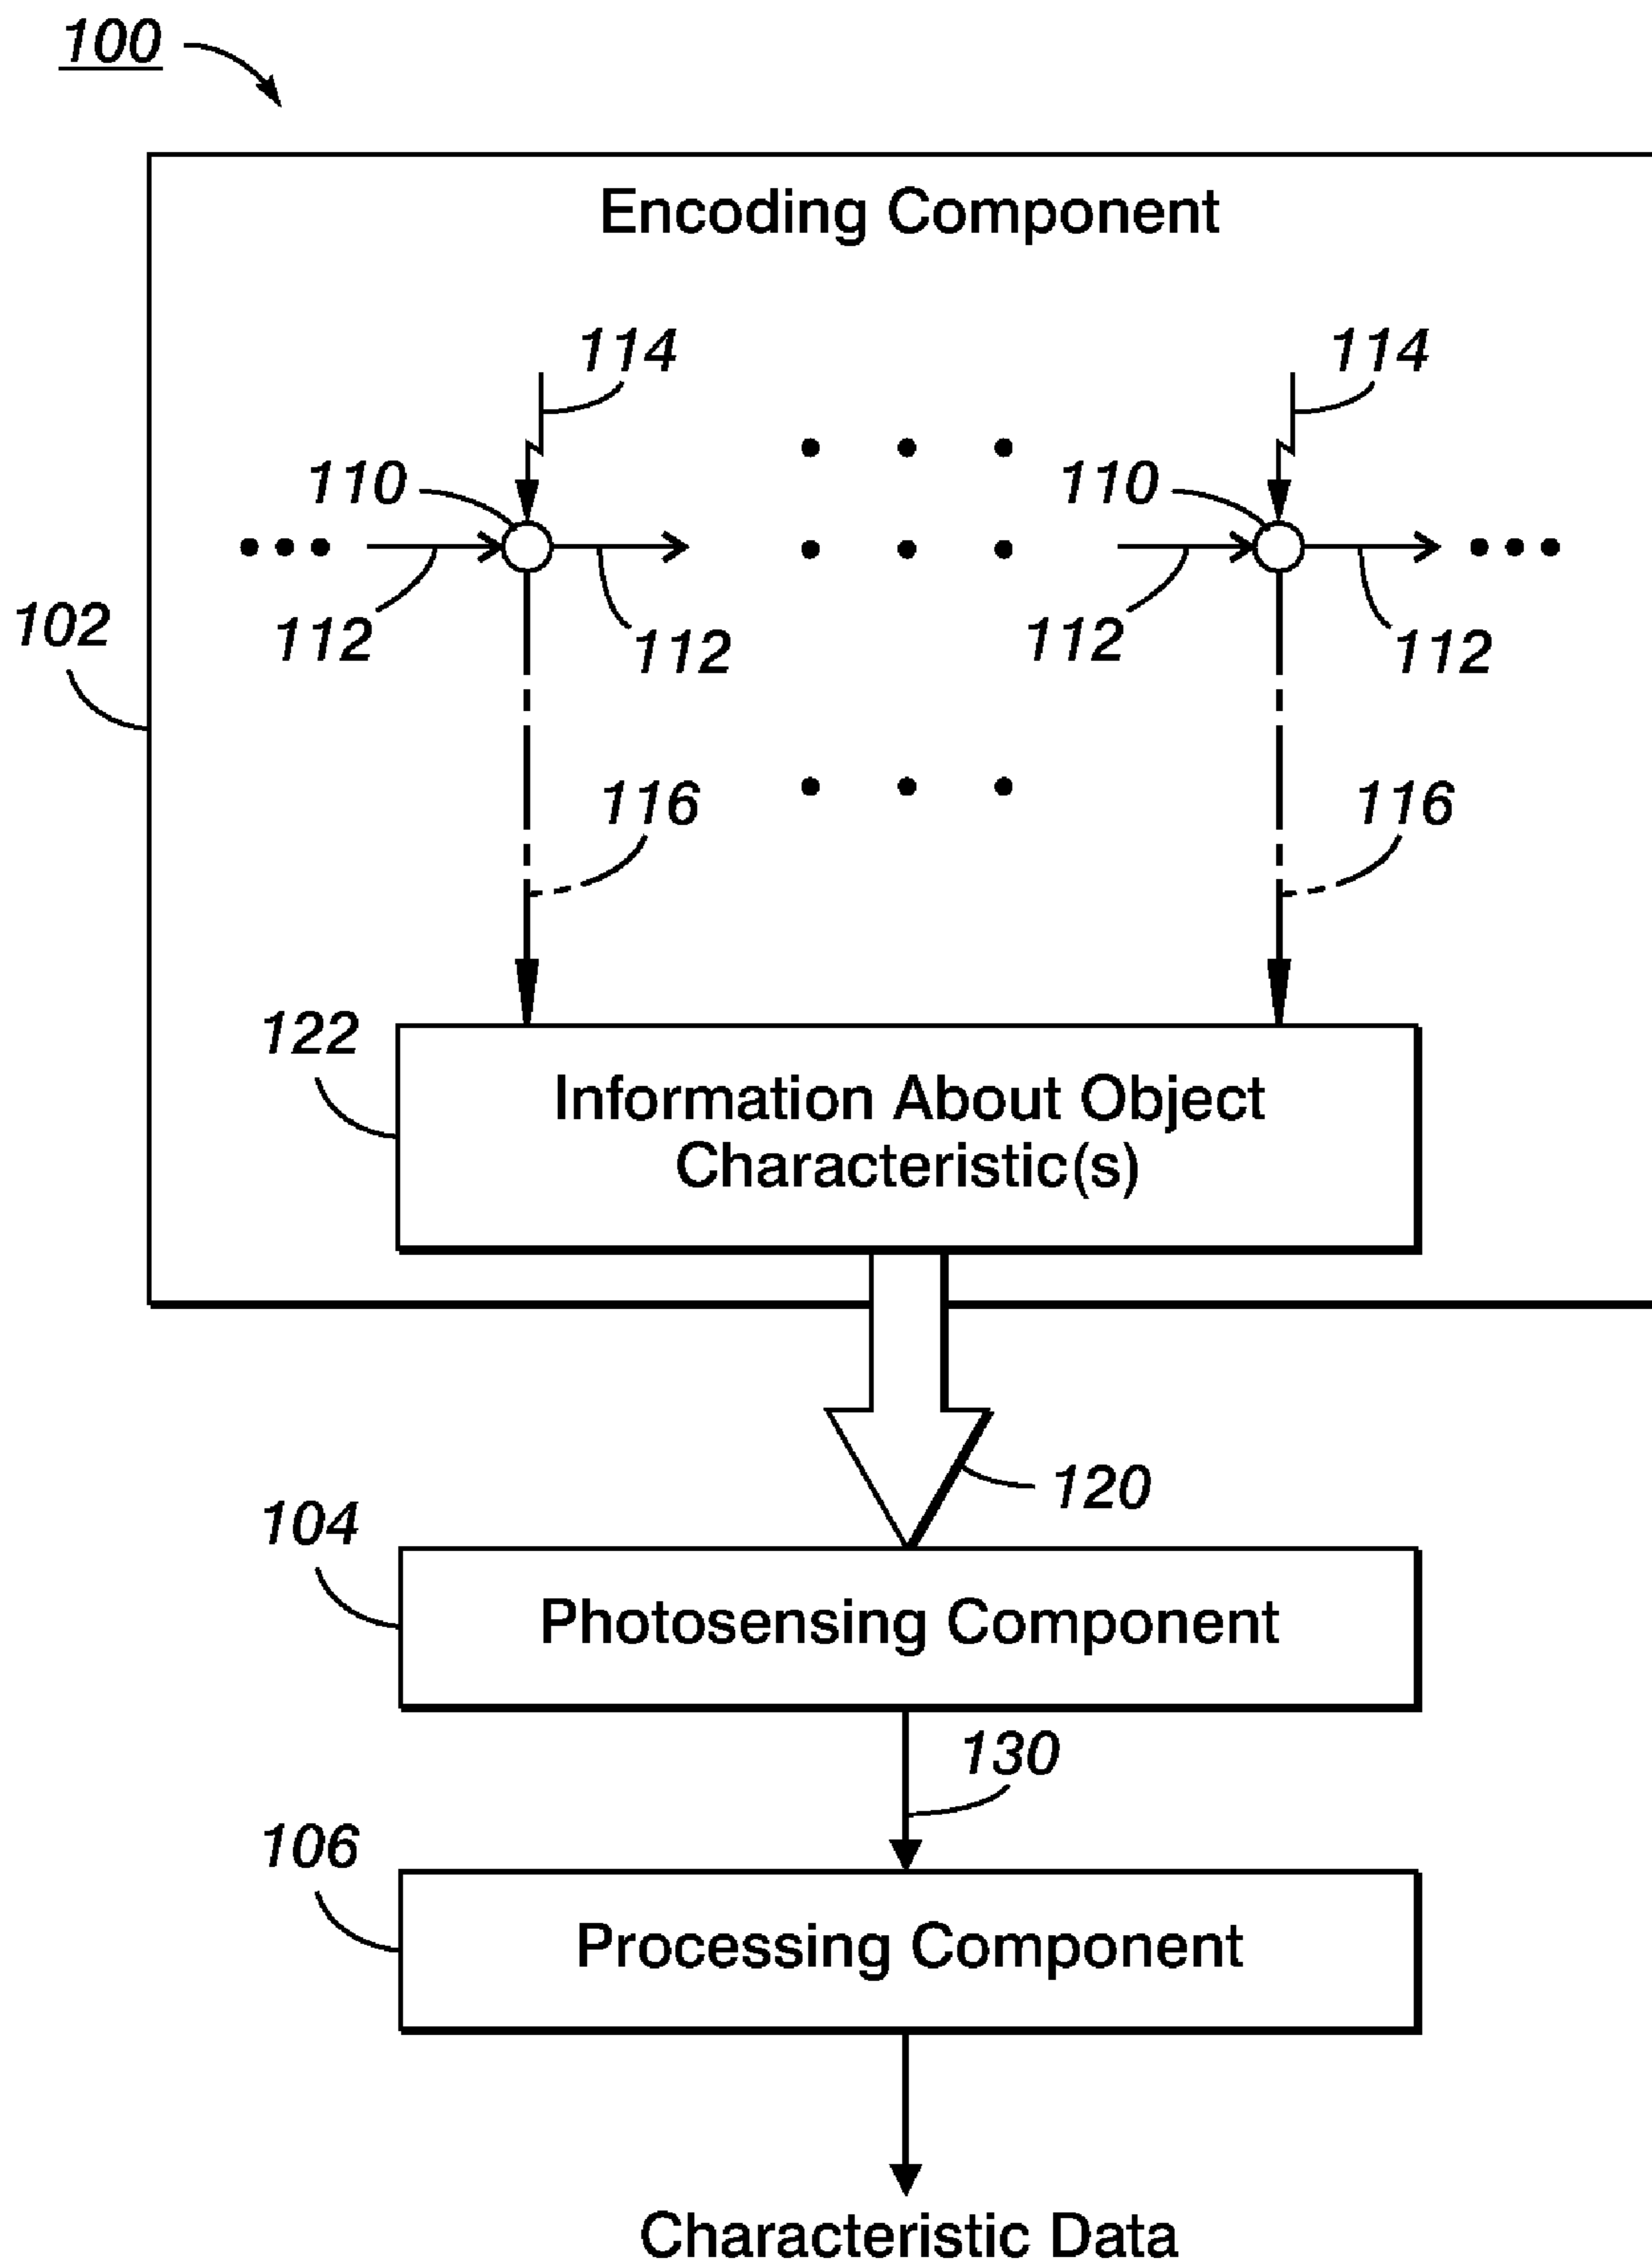 100
Encoding Component
114 114
110 110
102
112 112 112 112
116 116
122
Information About Object
Characteristic(s)
120
104
Photosensing Component
130
106
Processing Component
Characteristic Data